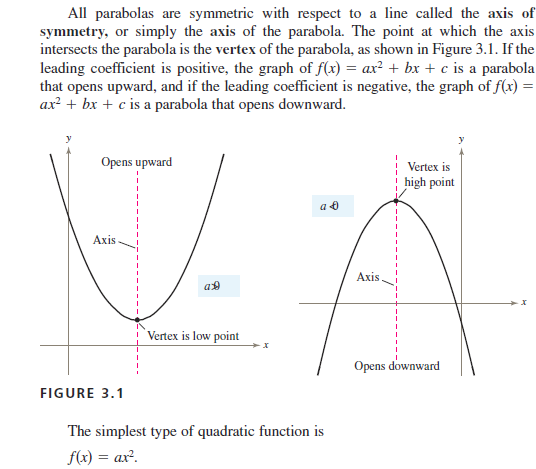 All parabolas are symmetric with respect to a line called the axis of
symmetry, or simply the axis of the parabola. The point at which the axis
intersects the parabola is the vertex of the parabola, as shown in Figure 3.1. If the
leading coefficient is positive, the graph of f(x) = ax² + bx + c is a parabola
that opens upward, and if the leading coefficient is negative, the graph of f(x) =
ax² + bx + c is a parabola that opens downward.
y
Opens upward
Axis
Vertex is low point
x
y
Vertex is
high point
Axis
x
Opens downward
FIGURE 3.1
The simplest type of quadratic function is
f(x) = ax².